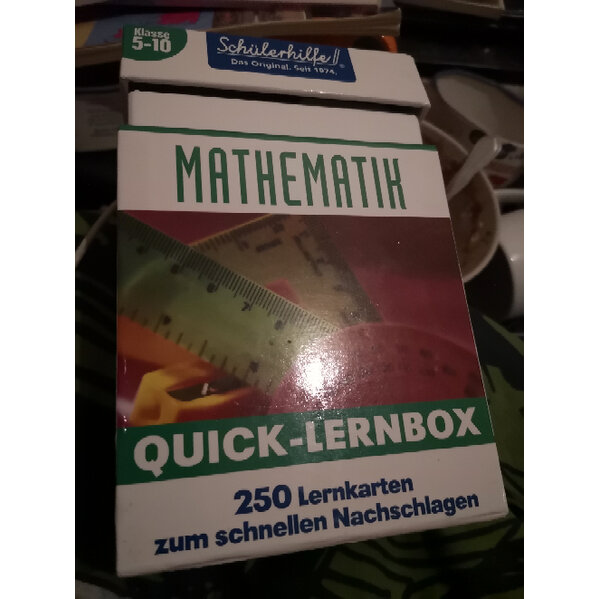 Klasse
5-10
Schülerhilfe!
Das Original. Seit 1974.
MATHEMATIK
QUICK-LERNBOX
250 Lernkarten
zum schnellen Nachschlagen